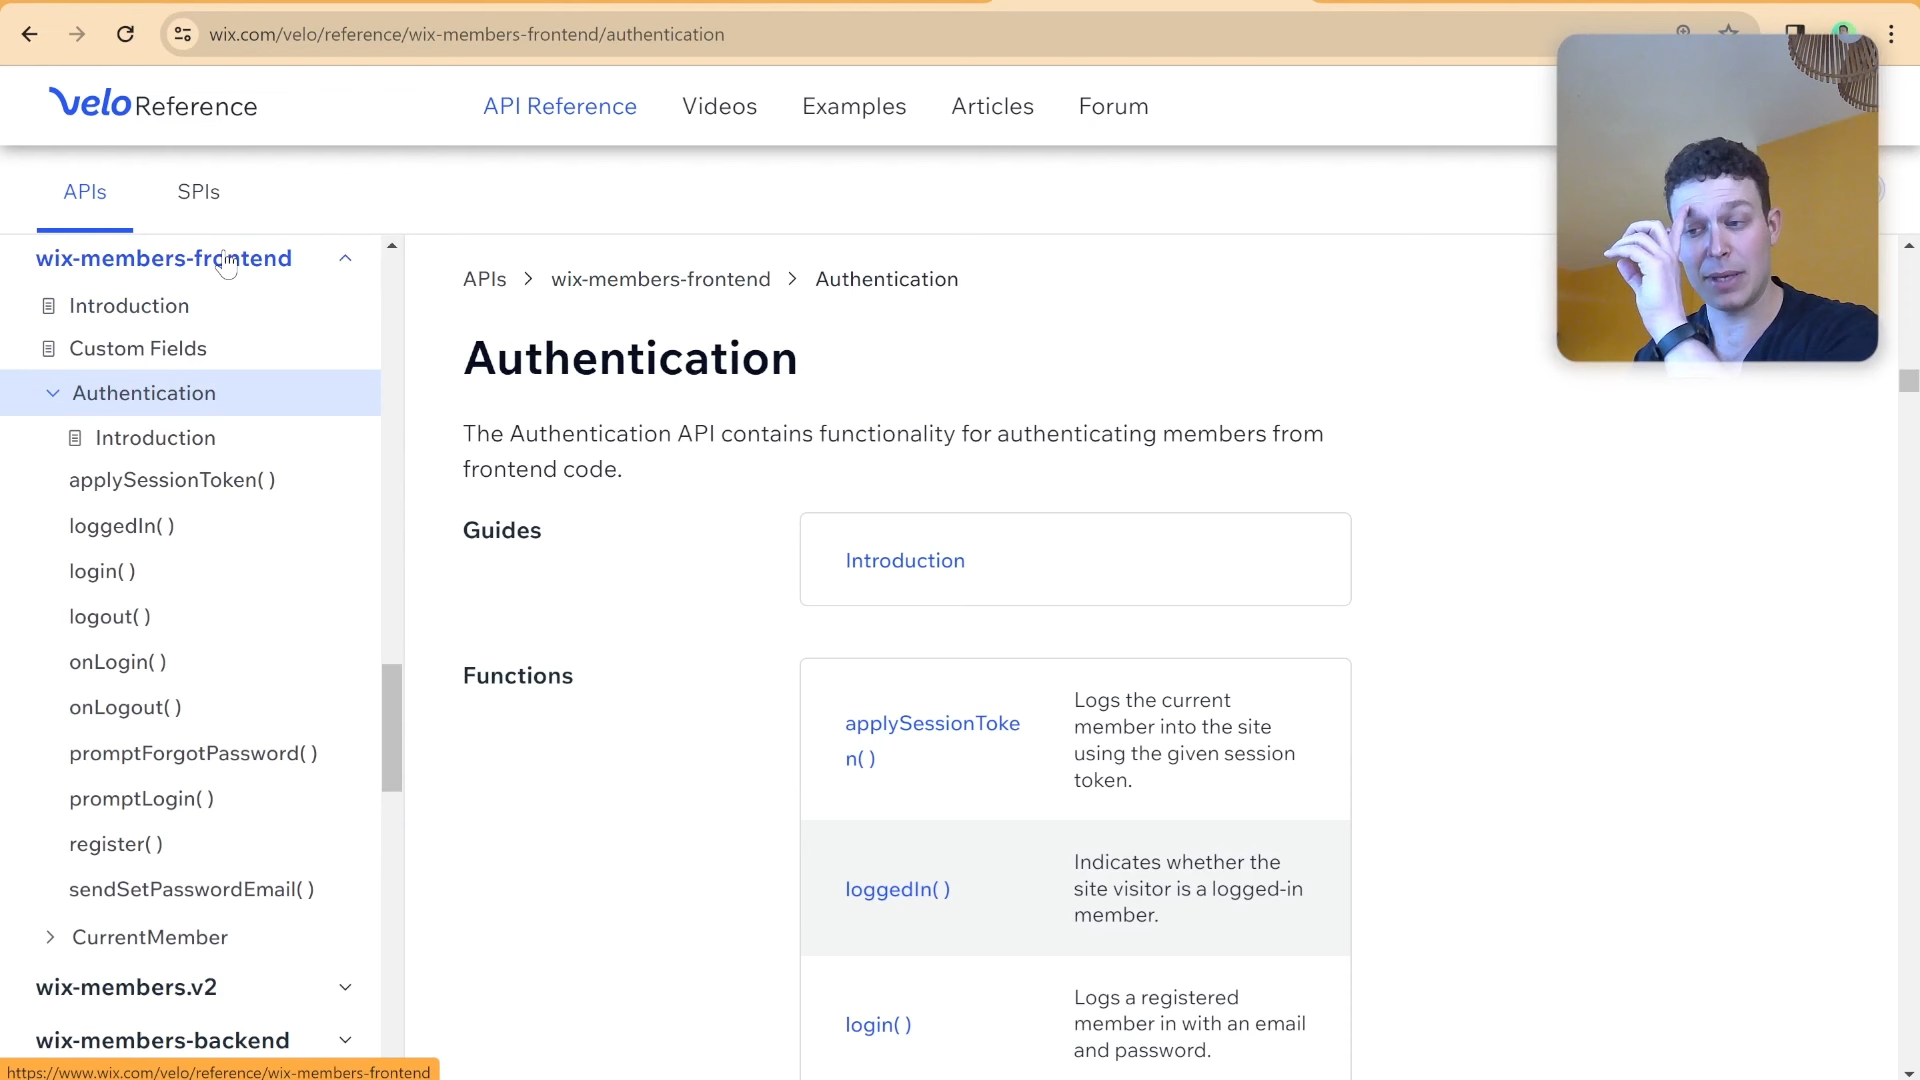 wix.com/velo/reference/wix-members-frontend/authentication
velo Reference
API Reference
Videos
Examples
Articles
Forum
APIs
SPIs
wix-members-frontend
Introduction
Custom Fields
Authentication
Introduction
applySessionToken( )
loggedIn( )
login( )
logout( )
onLogin( )
onLogout( )
promptForgotPassword( )
promptLogin( )
register( )
sendSetPasswordEmail( )
CurrentMember
wix-members.v2
wix-members-backend
https://www.wix.com/velo/reference/wix-members-frontend
APIs > wix-members-frontend > Authentication
Authentication
The Authentication API contains functionality for authenticating members from
frontend code.
Guides
Introduction
Functions
applySessionToke
n( )
Logs the current
member into the site
using the given session
token.
loggedIn( )
Indicates whether the
site visitor is a logged-in
member.
login( )
Logs a registered
member in with an email
and password.